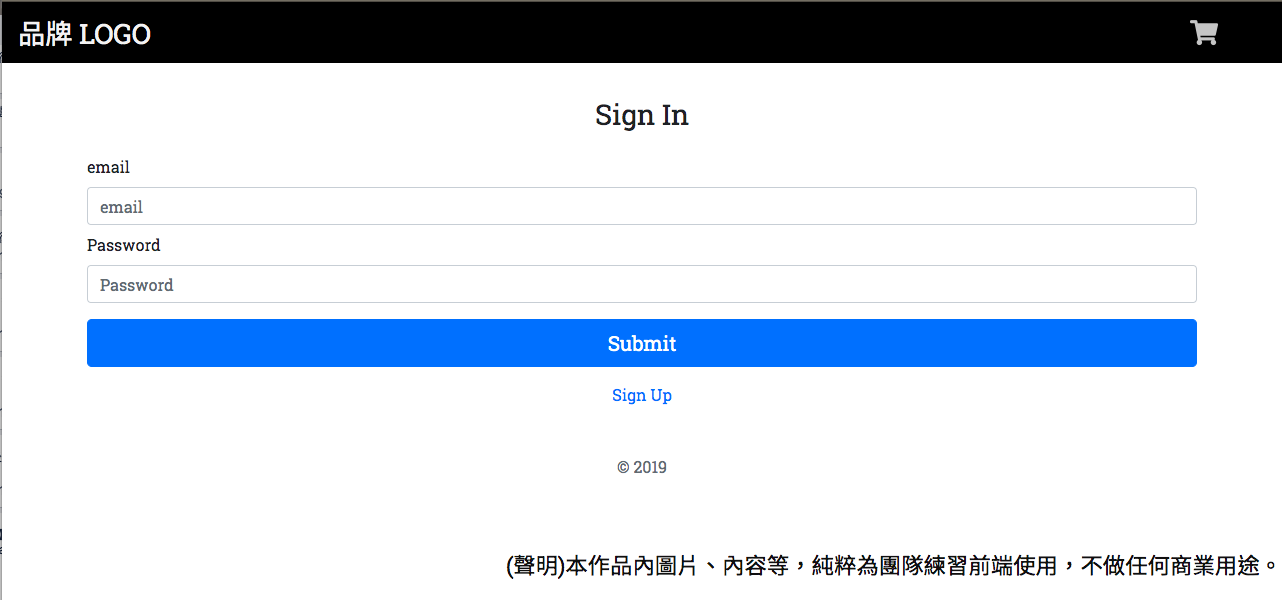 品牌 LOGO
Sign In
email
email
Password
Password
Submit
Sign Up
© 2019
(聲明)本作品內圖片、內容等，純粹為團隊練習前端使用，不做任何商業用途。